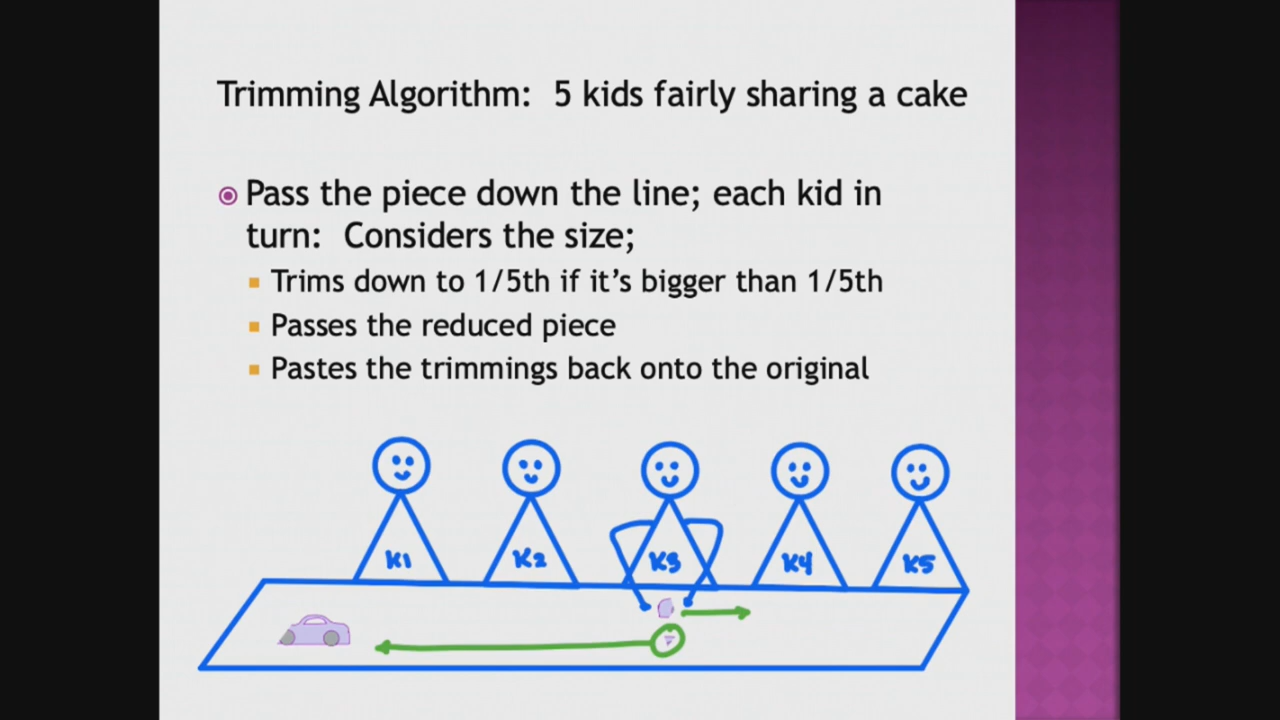 Trimming Algorithm:  5 kids fairly sharing a cake
Pass the piece down the line; each kid in
turn:  Considers the size;
Trims down to 1/5th if it’s bigger than 1/5th
Passes the reduced piece
Pastes the trimmings back onto the original
K1 K2 K3 K4 K5